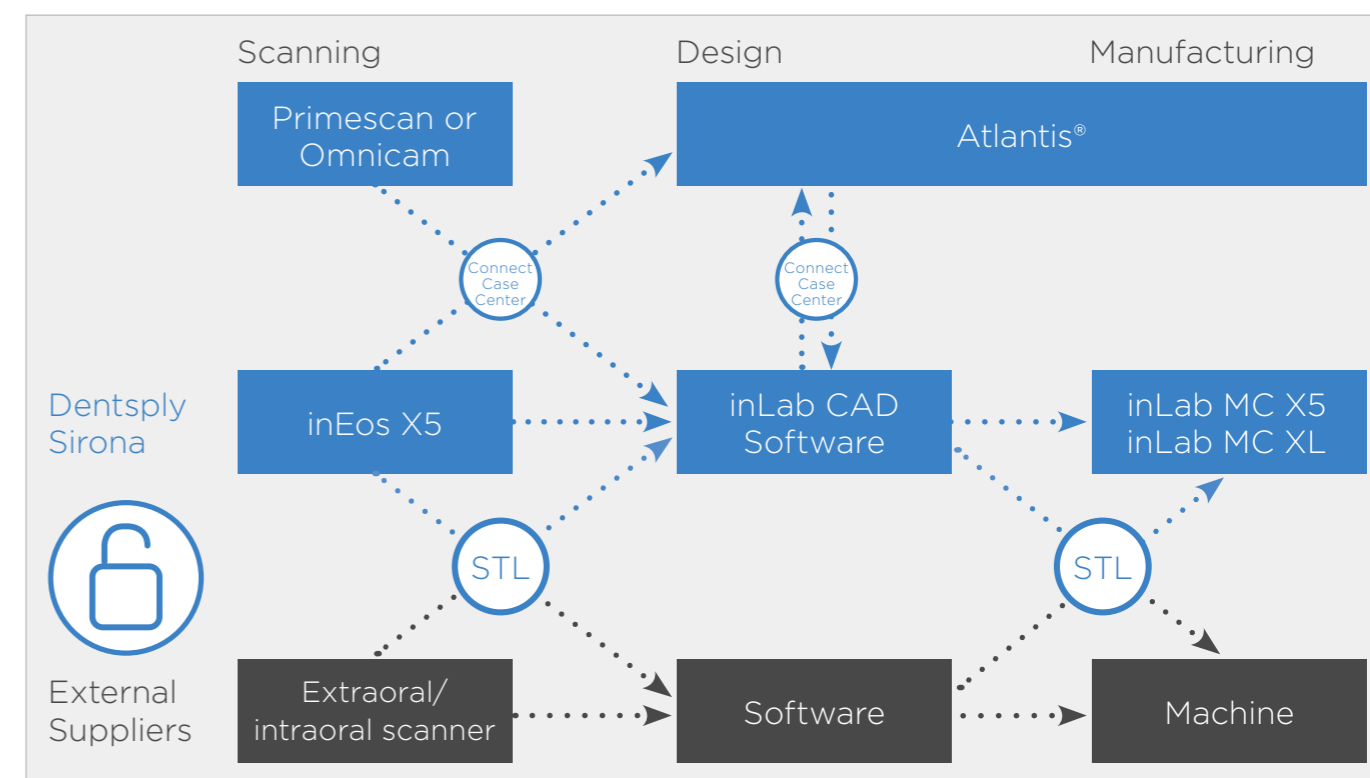 Scanning
Design
Manufacturing
Primescan or
Omnicam
Atlantis®
Connect
Case
Center
Connect
Case
Center
Dentsply
Sirona
inEos X5
inLab CAD
Software
inLab MC X5
inLab MC XL
STL
STL
External
Suppliers
Extraoral/
intraoral scanner
Software
Machine